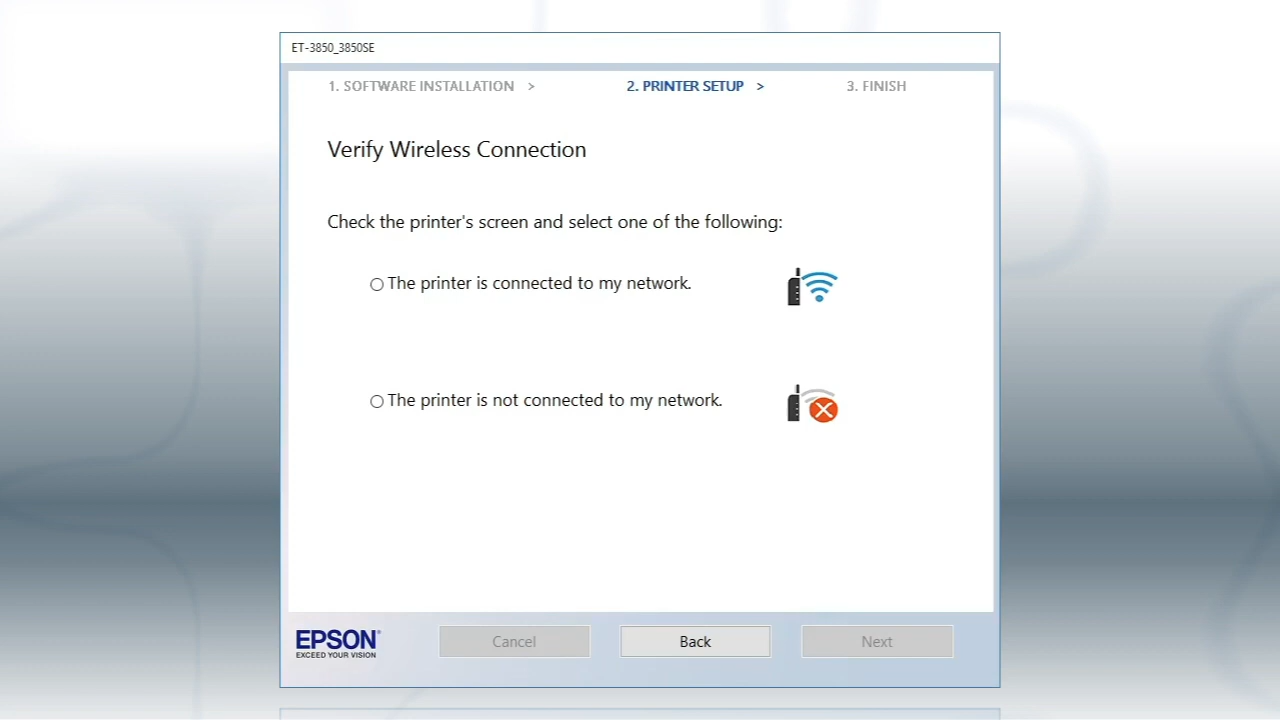 ET-3850_3850SE
1. SOFTWARE INSTALLATION > 2. PRINTER SETUP > 3. FINISH
Verify Wireless Connection
Check the printer's screen and select one of the following:
The printer is connected to my network.
The printer is not connected to my network.
EPSON®
EXCEED YOUR VISION
Cancel Back Next